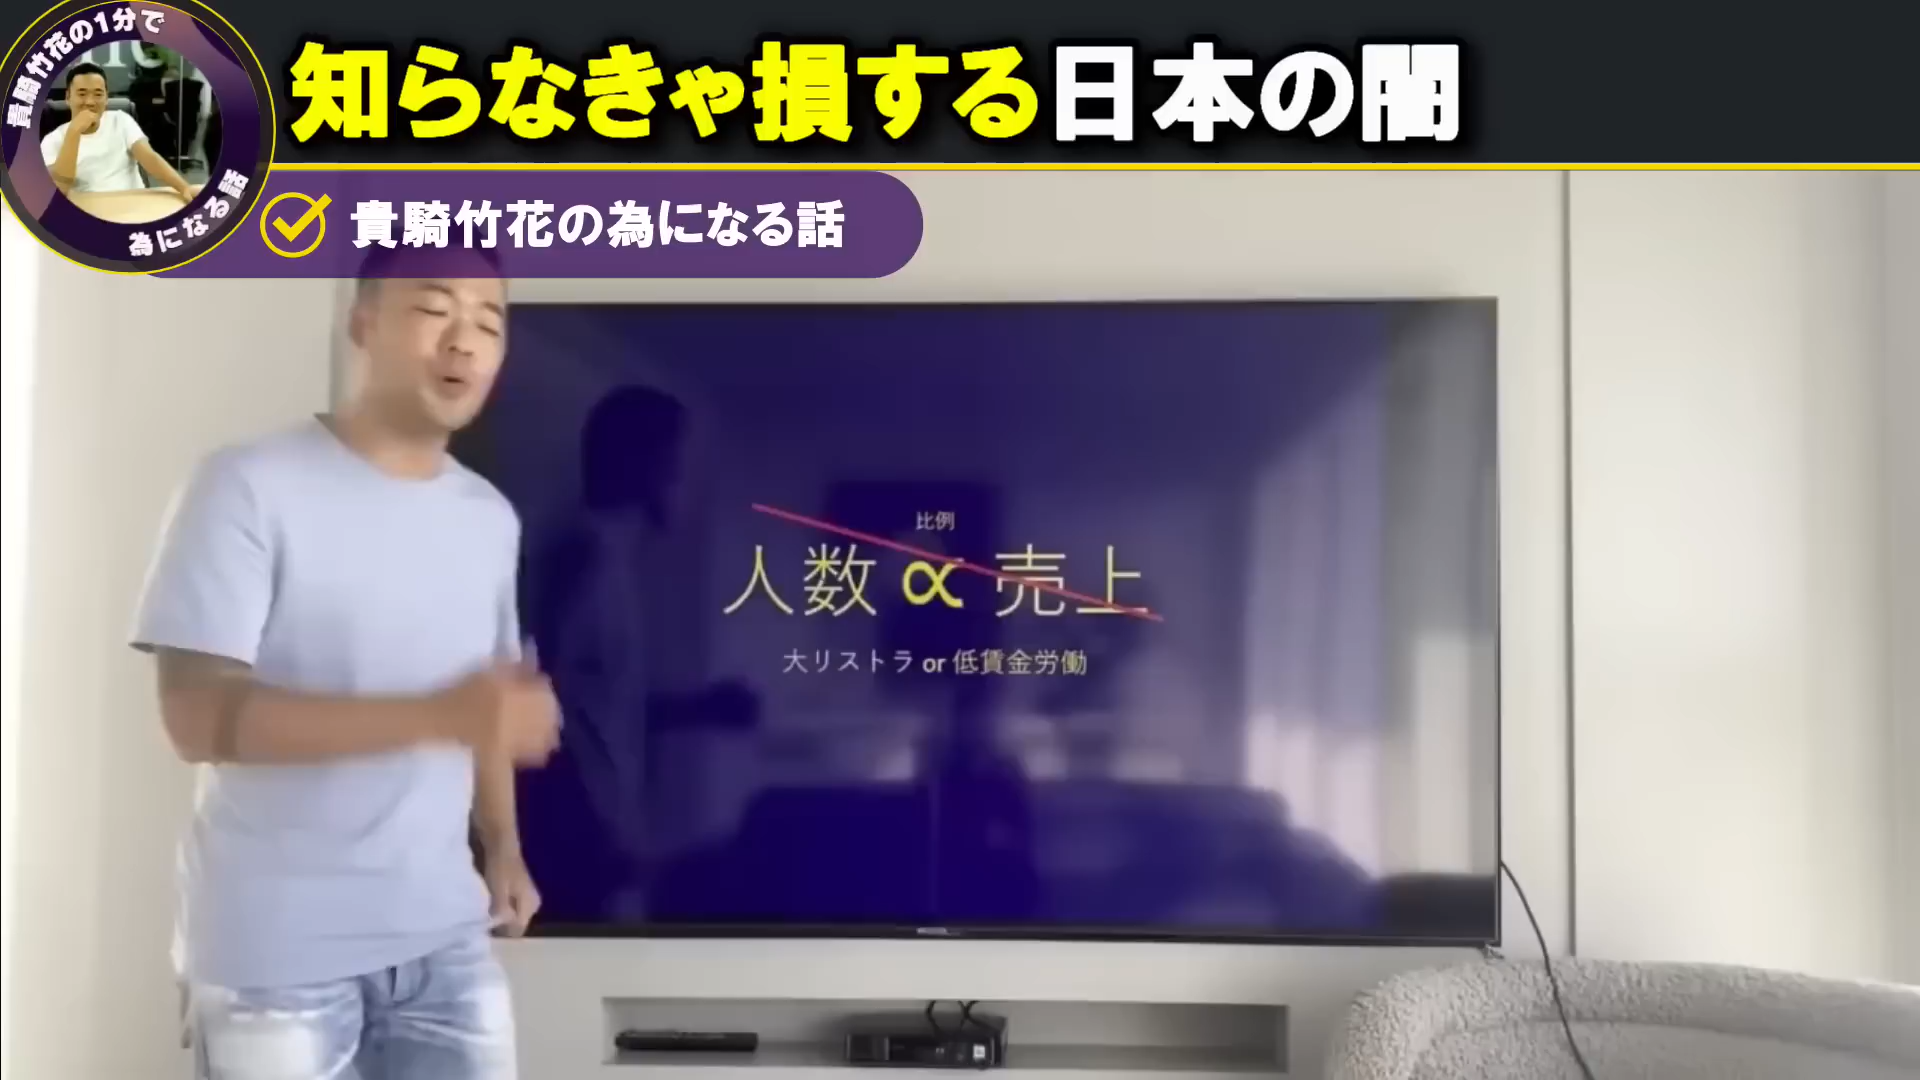 貴騎竹花の1分で
為になる話
知らなきゃ損する日本の闇
貴騎竹花の為になる話
比例
人数 ∝ 売上
大リストラ or 低賃金労働